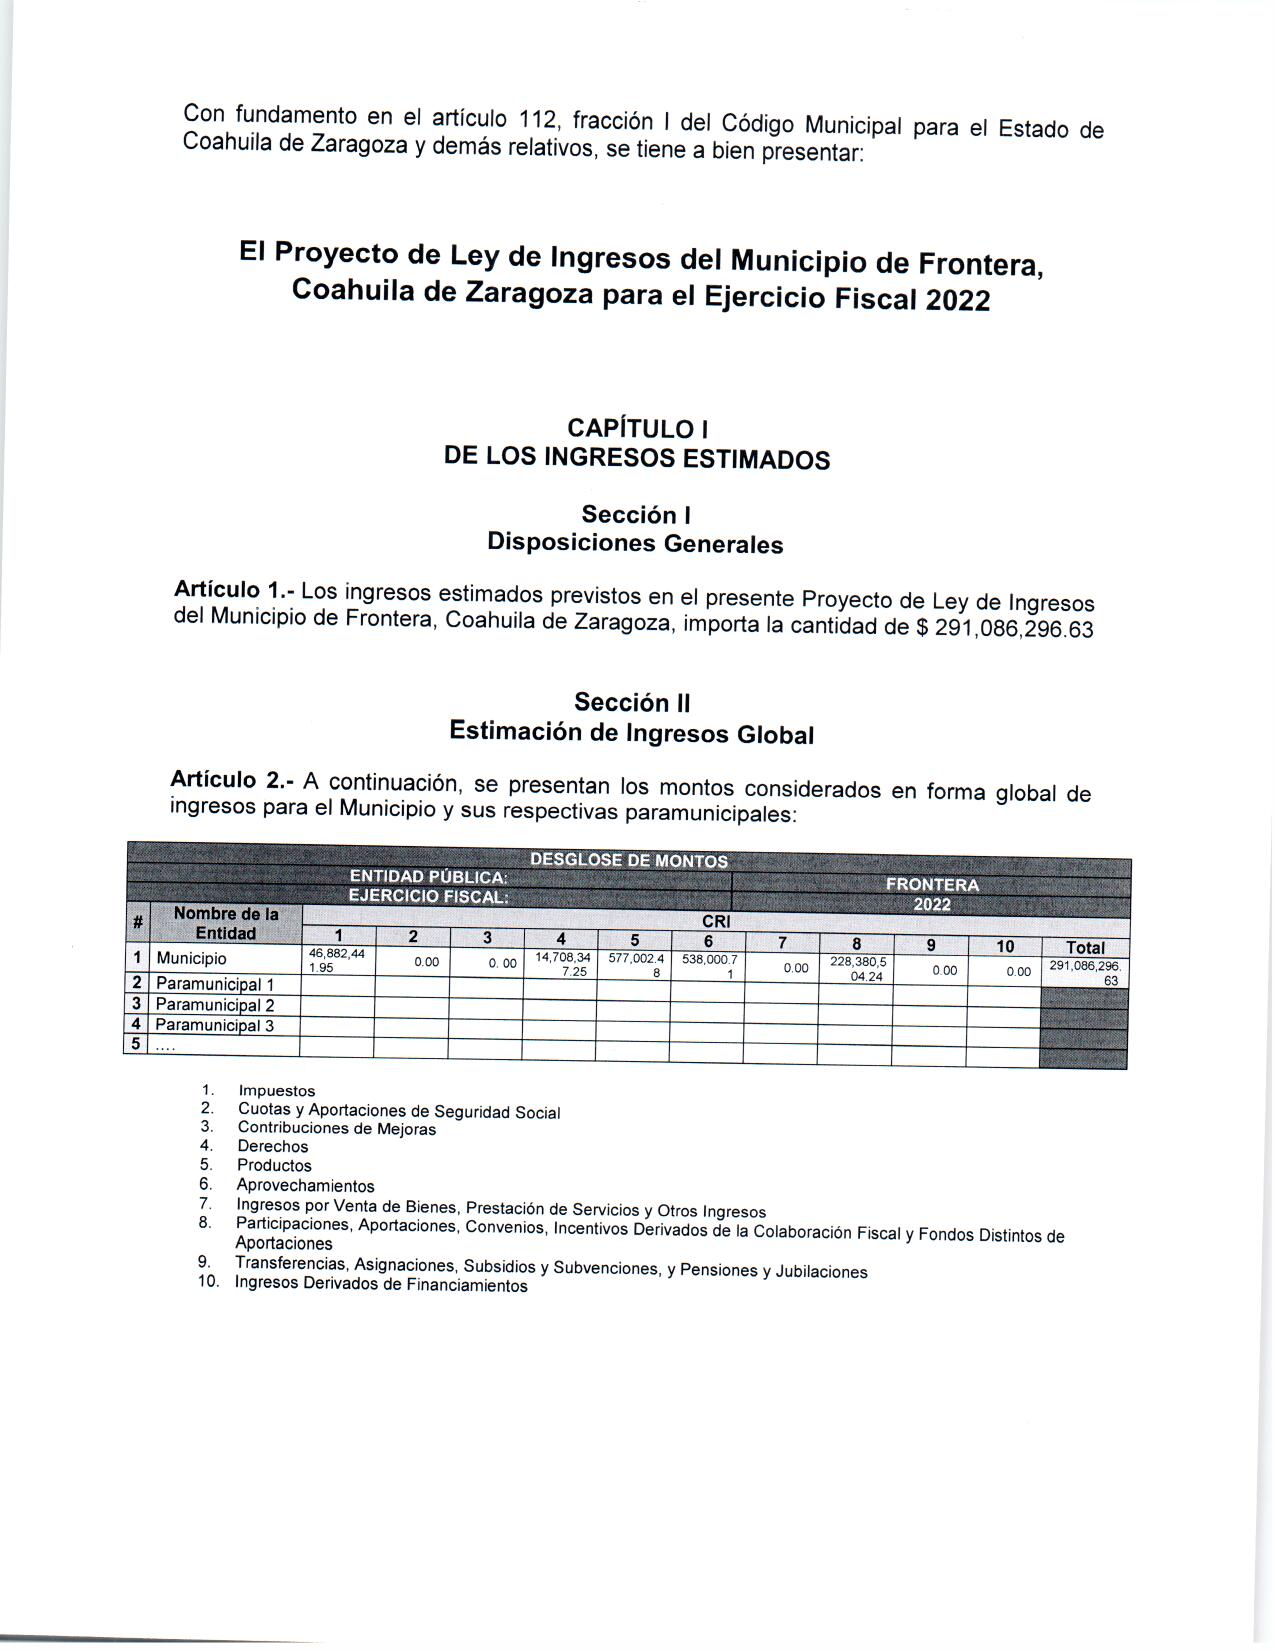 Con fundamento en el artículo 112, fracción I del Código Municipal para el Estado de
Coahuila de Zaragoza y demás relativos, se tiene a bien presentar:
El Proyecto de Ley de Ingresos del Municipio de Frontera,
Coahuila de Zaragoza para el Ejercicio Fiscal 2022
CAPÍTULO I
DE LOS INGRESOS ESTIMADOS
Sección I
Disposiciones Generales
Artículo 1.- Los ingresos estimados previstos en el presente Proyecto de Ley de Ingresos
del Municipio de Frontera, Coahuila de Zaragoza, importa la cantidad de $ 291,086,296.63
Sección II
Estimación de Ingresos Global
Artículo 2.- A continuación, se presentan los montos considerados en forma global de
ingresos para el Municipio y sus respectivas paramunicipales:
DESGLOSE DE MONTOS
ENTIDAD PÚBLICA: FRONTERA
EJERCICIO FISCAL: 2022
# Nombre de la Entidad CRI
1 2 3 4 5 6 7 8 9 10 Total
1 Municipio 46,882,441.95 0.00 0. 00 14,708,347.25 577,002.48 538,000.71 0.00 228,380,504.24 0.00 0.00 291,086,296.63
2 Paramunicipal 1
3 Paramunicipal 2
4 Paramunicipal 3
5 ....
1. Impuestos
2. Cuotas y Aportaciones de Seguridad Social
3. Contribuciones de Mejoras
4. Derechos
5. Productos
6. Aprovechamientos
7. Ingresos por Venta de Bienes, Prestación de Servicios y Otros Ingresos
8. Participaciones, Aportaciones, Convenios, Incentivos Derivados de la Colaboración Fiscal y Fondos Distintos de
Aportaciones
9. Transferencias, Asignaciones, Subsidios y Subvenciones, y Pensiones y Jubilaciones
10. Ingresos Derivados de Financiamientos